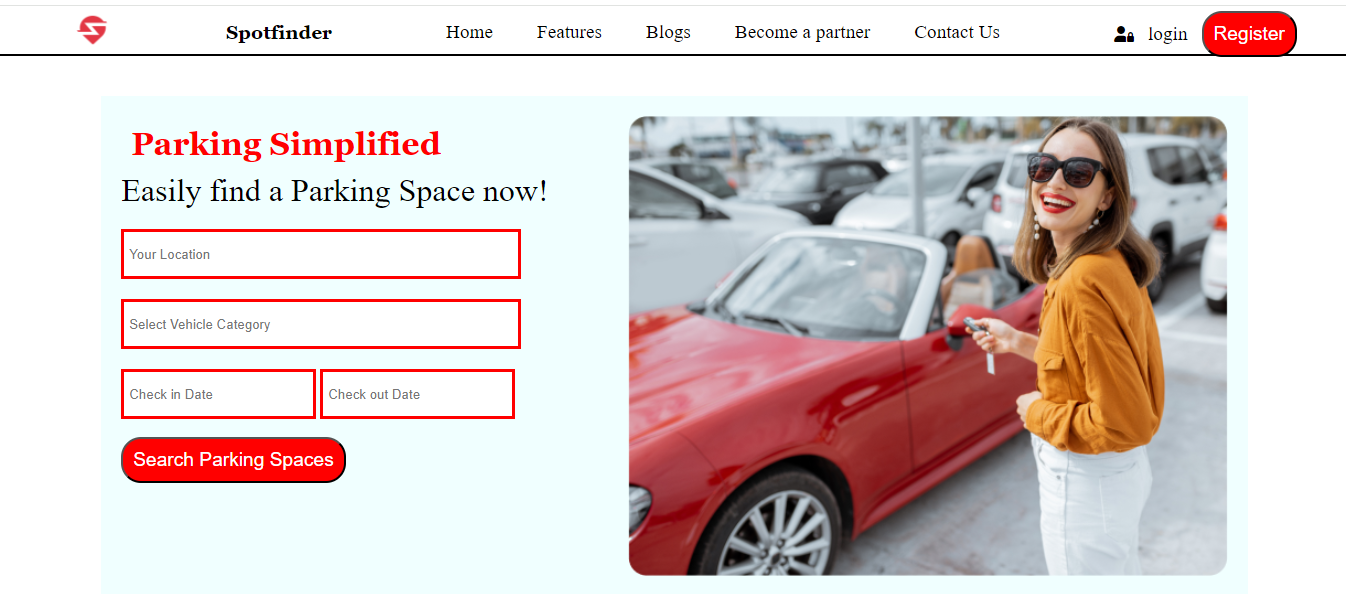 Spotfinder Home Features Blogs Become a partner Contact Us login Register
Parking Simplified
Easily find a Parking Space now!
Your Location
Select Vehicle Category
Check in Date Check out Date
Search Parking Spaces